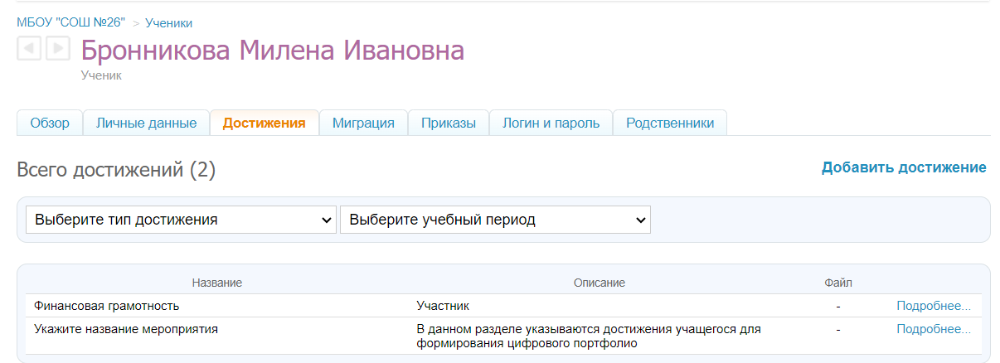 МБОУ "СОШ №26" > Ученики
Бронникова Милена Ивановна
Ученик
Обзор Личные данные Достижения Миграция Приказы Логин и пароль Родственники
Всего достижений (2) Добавить достижение
Выберите тип достижения Выберите учебный период
Название Описание Файл
Финансовая грамотность Участник - Подробнее...
Укажите название мероприятия В данном разделе указываются достижения учащегося для - Подробнее...
формирования цифрового портфолио